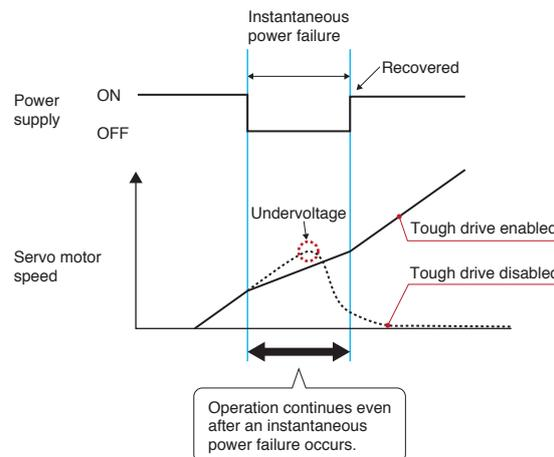 Instantaneous
power failure
Recovered
Power
supply
ON
OFF
Undervoltage
Tough drive enabled
Servo motor
speed
Tough drive disabled
Operation continues even
after an instantaneous
power failure occurs.